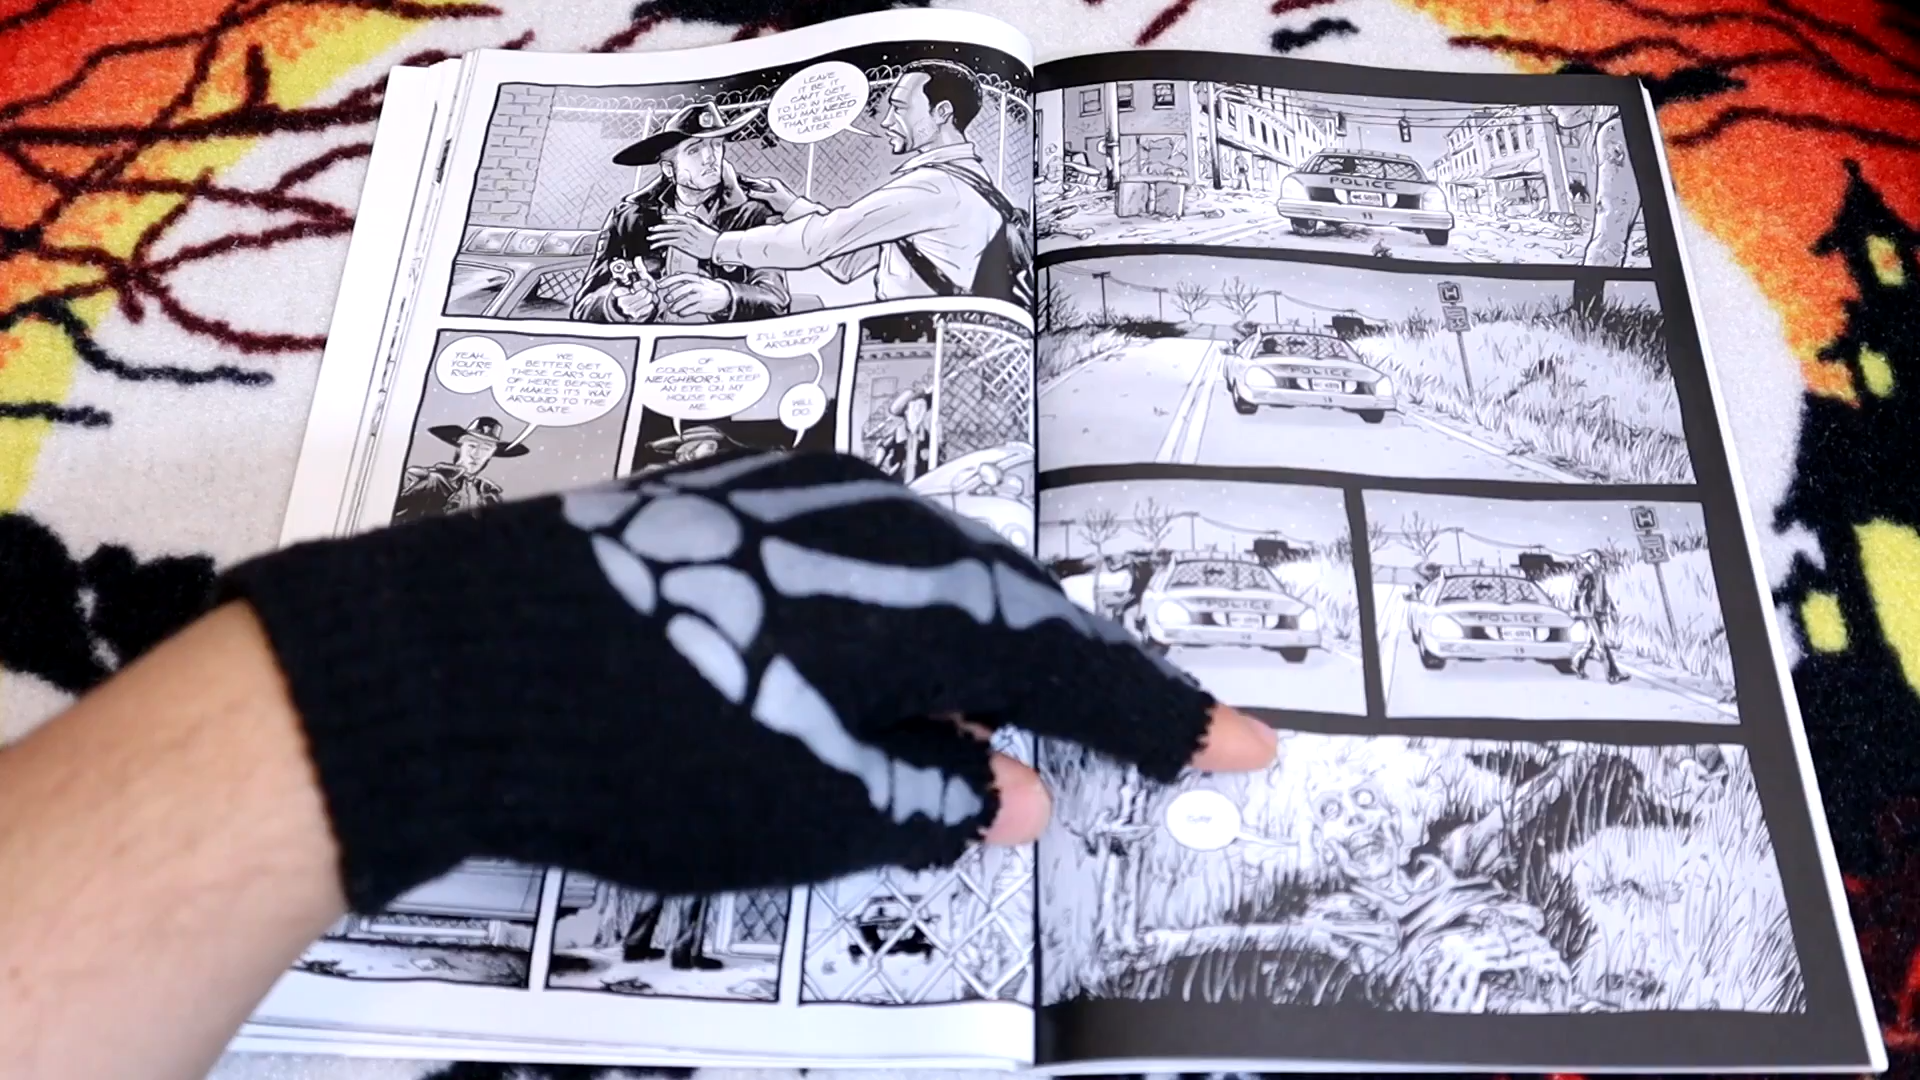 LEAVE
IT BE. IT
CAN'T GET
TO US IN HERE.
YOU MAY NEED
THAT BULLET
LATER.
YEAH...
YOU'RE
RIGHT.
WE
BETTER GET
THESE CARS OUT
OF HERE BEFORE
IT MAKES ITS WAY
AROUND TO THE
GATE.
I'LL SEE YOU
AROUND?
OF
COURSE... WE'RE
NEIGHBORS. KEEP
AN EYE ON MY
HOUSE FOR
ME.
WILL
DO.
POLICE
H
POLICE
POLICE
H
POLICE